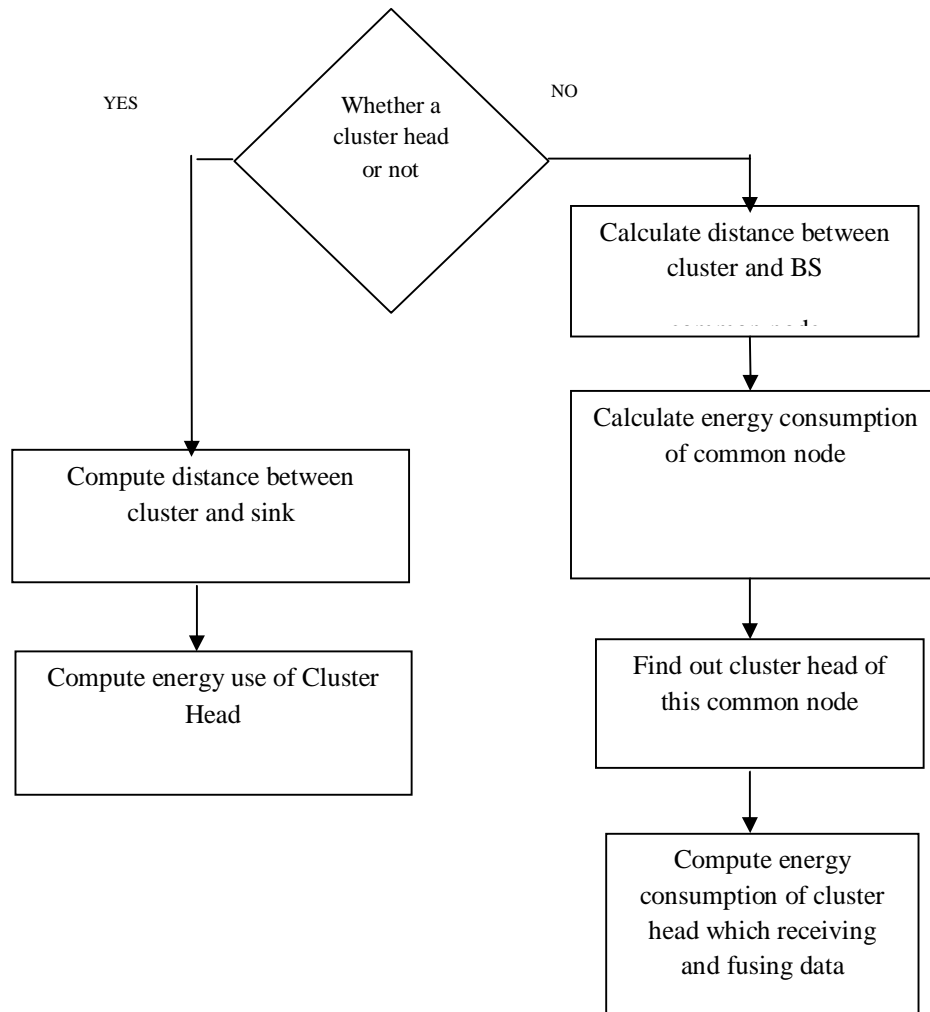 YES
NO
Whether a
cluster head
or not
Calculate distance between
cluster and BS
Calculate energy consumption
of common node
Compute distance between
cluster and sink
Find out cluster head of
this common node
Compute energy use of Cluster
Head
Compute energy
consumption of cluster
head which receiving
and fusing data